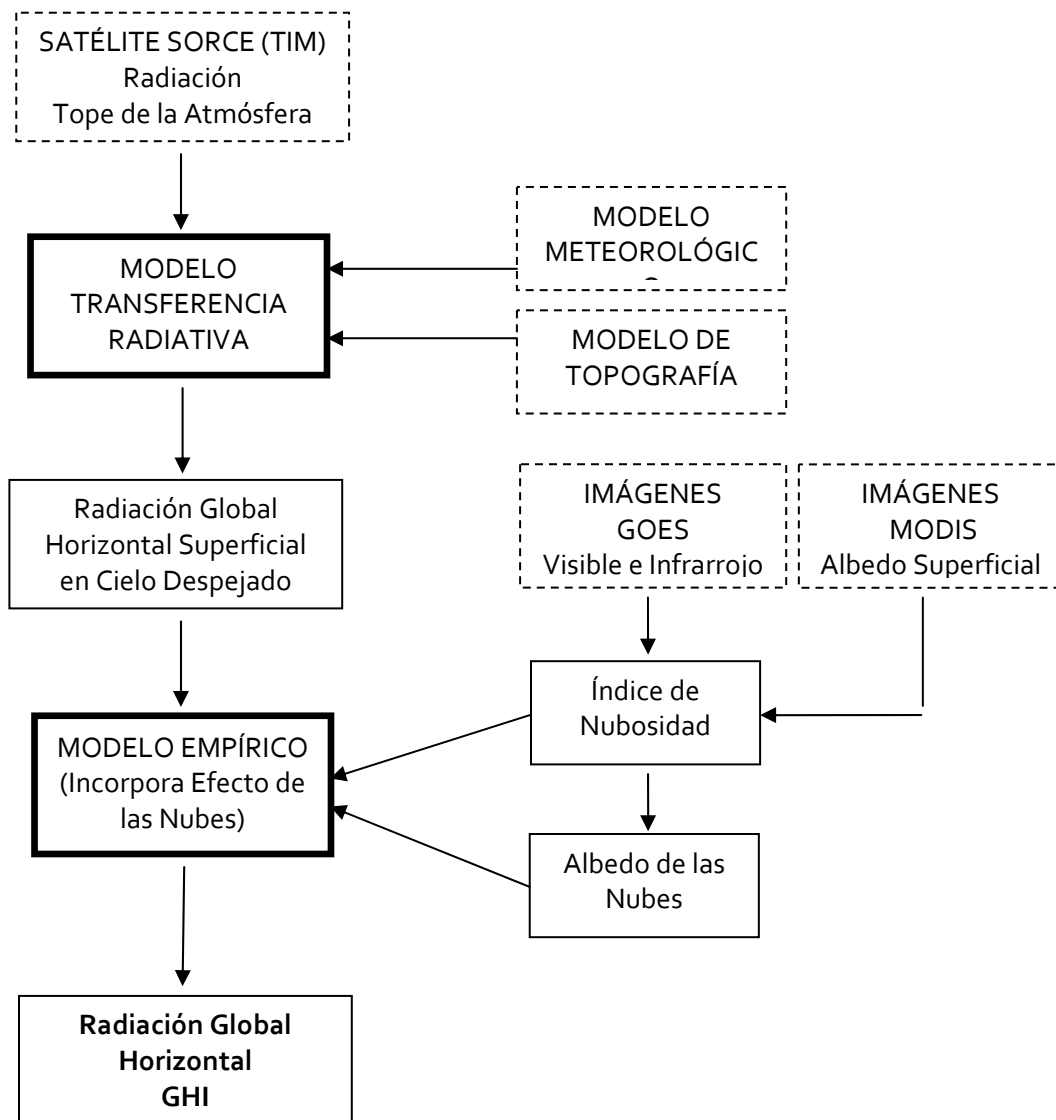 SATÉLITE SORCE (TIM)
Radiación
Tope de la Atmósfera
MODELO
TRANSFERENCIA
RADIATIVA
MODELO
METEOROLÓGIC
MODELO DE
TOPOGRAFÍA
Radiación Global
Horizontal Superficial
en Cielo Despejado
IMÁGENES
GOES
Visible e Infrarrojo
IMÁGENES
MODIS
Albedo Superficial
Índice de
Nubosidad
MODELO EMPÍRICO
(Incorpora Efecto de
las Nubes)
Albedo de las
Nubes
Radiación Global
Horizontal
GHI